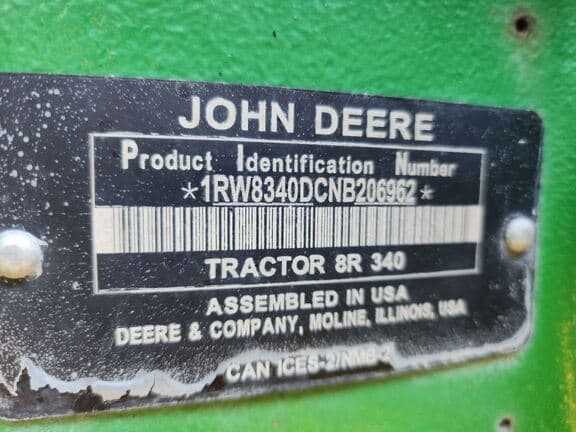 JOHN DEERE
Product Identification Number
*1RW8340DCNB206962*
TRACTOR 8R 340
ASSEMBLED IN USA
DEERE & COMPANY, MOLINE, ILLINOIS, USA
CAN ICES-2/NMB-2